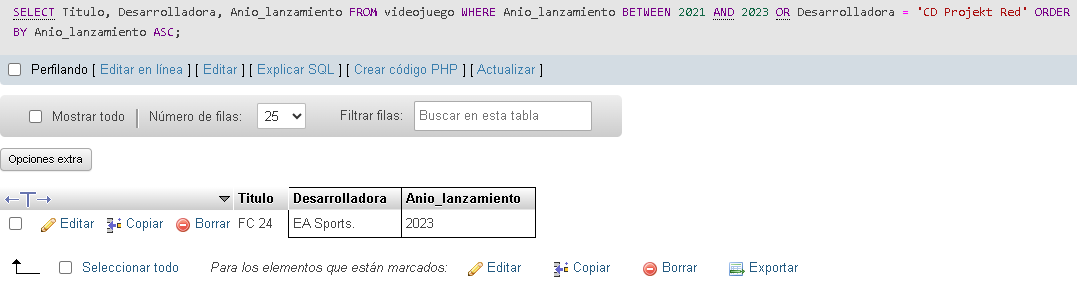 SELECT Titulo, Desarrolladora, Anio_lanzamiento FROM videojuego WHERE Anio_lanzamiento BETWEEN 2021 AND 2023 OR Desarrolladora = 'CD Projekt Red' ORDER
BY Anio_lanzamiento ASC;
Perfilando [ Editar en línea ] [ Editar ] [ Explicar SQL ] [ Crear código PHP ] [ Actualizar ]
Mostrar todo Número de filas: 25 Filtrar filas: Buscar en esta tabla
Opciones extra
Titulo Desarrolladora Anio_lanzamiento
Editar Copiar Borrar FC 24 EA Sports. 2023
Seleccionar todo Para los elementos que están marcados: Editar Copiar Borrar Exportar